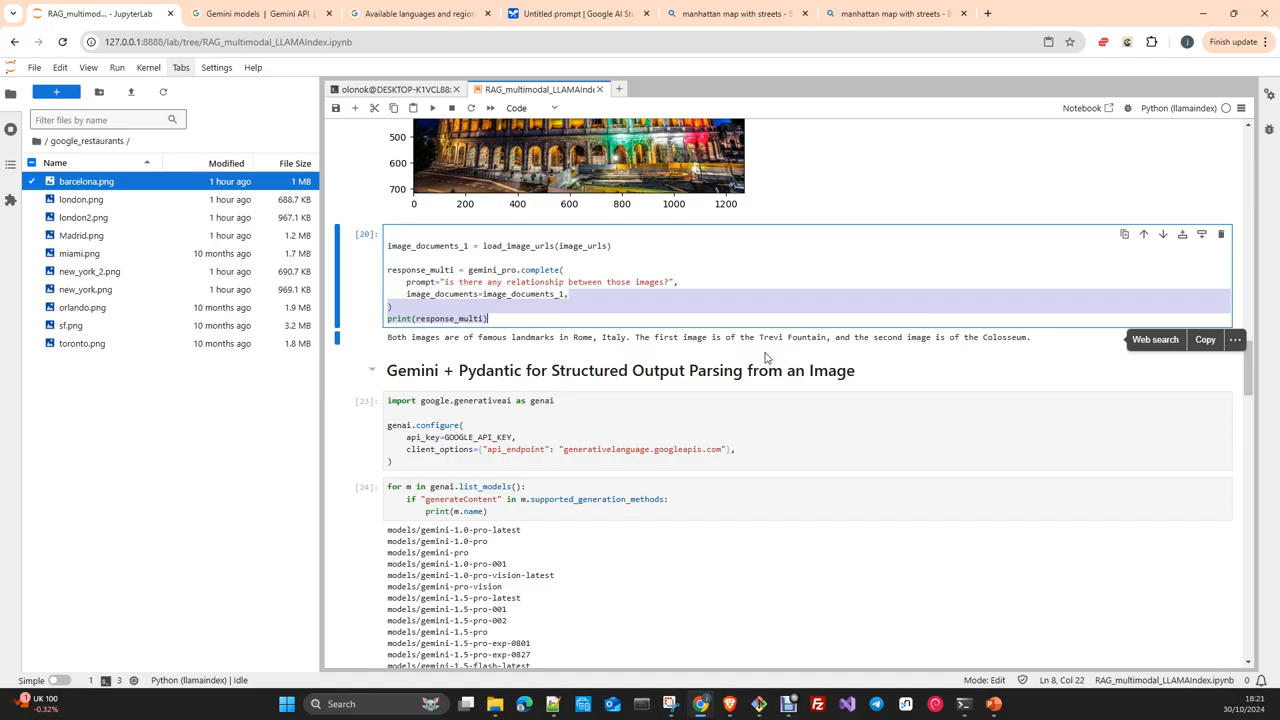 RAG_multimod... - JupyterLab
Gemini models | Gemini API
Available languages and region
Untitled prompt | Google AI St
manhattan map with streets - S
manhattan map with streets - B
127.0.0.1:8888/lab/tree/RAG_multimodal_LLAMAIndex.ipynb
Finish update
File Edit View Run Kernel Tabs Settings Help
olonok@DESKTOP-K1VCL88:
RAG_multimodal_LLAMAInde
Filter files by name
Code
Notebook
Python (llamaindex)
/ google_restaurants /
Name Modified File Size
barcelona.png 1 hour ago 1 MB
london.png 1 hour ago 688.7 KB
london2.png 1 hour ago 967.1 KB
Madrid.png 1 hour ago 1.2 MB
miami.png 10 months ago 1.8 MB
new_york_2.png 1 hour ago 690.7 KB
new_york.png 1 hour ago 969.1 KB
orlando.png 10 months ago 1.9 MB
sf.png 10 months ago 3.2 MB
toronto.png 10 months ago 1.8 MB
500
600
700
0 200 400 600 800 1000 1200
[20]:
image_documents_1 = load_image_urls(image_urls)
response_multi = gemini_pro.complete(
prompt="is there any relationship between those images?",
image_documents=image_documents_1,
)
print(response_multi)
Both images are of famous landmarks in Rome, Italy. The first image is of the Trevi Fountain, and the second image is of the Colosseum.
Web search Copy
Gemini + Pydantic for Structured Output Parsing from an Image
[23]:
import google.generativeai as genai
genai.configure(
api_key=GOOGLE_API_KEY,
client_options={"api_endpoint": "generativelanguage.googleapis.com"},
)
[24]:
for m in genai.list_models():
if "generateContent" in m.supported_generation_methods:
print(m.name)
models/gemini-1.0-pro-latest
models/gemini-1.0-pro
models/gemini-pro
models/gemini-1.0-pro-001
models/gemini-1.0-pro-vision-latest
models/gemini-pro-vision
models/gemini-1.5-pro-latest
models/gemini-1.5-pro-001
models/gemini-1.5-pro-002
models/gemini-1.5-pro
models/gemini-1.5-pro-exp-0801
models/gemini-1.5-pro-exp-0827
models/gemini-1.5-flash-latest
Simple 1 3 Python (llamaindex) | Idle
Mode: Edit Ln 8, Col 22 RAG_multimodal_LLAMAIndex.ipynb 0
UK 100
-0.32%
Search
18:21
30/10/2024